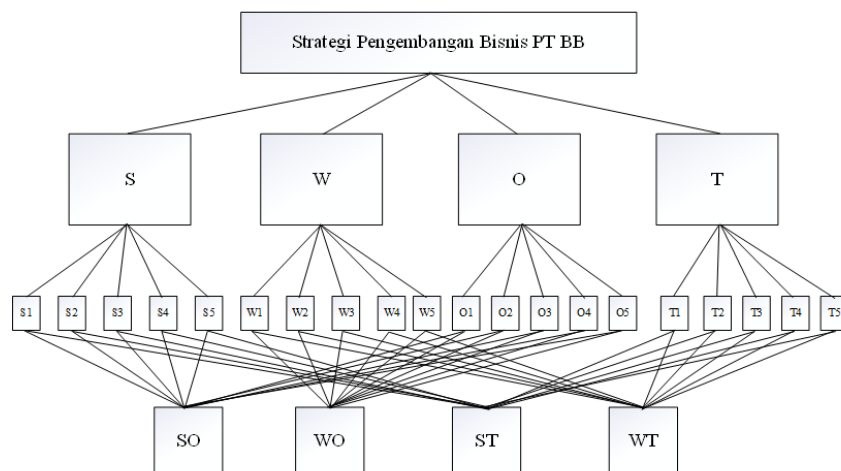 Strategi Pengembangan Bisnis PT BB
S W O T
S1 S2 S3 S4 S5 W1 W2 W3 W4 W5 O1 O2 O3 O4 O5 T1 T2 T3 T4 T5
SO WO ST WT